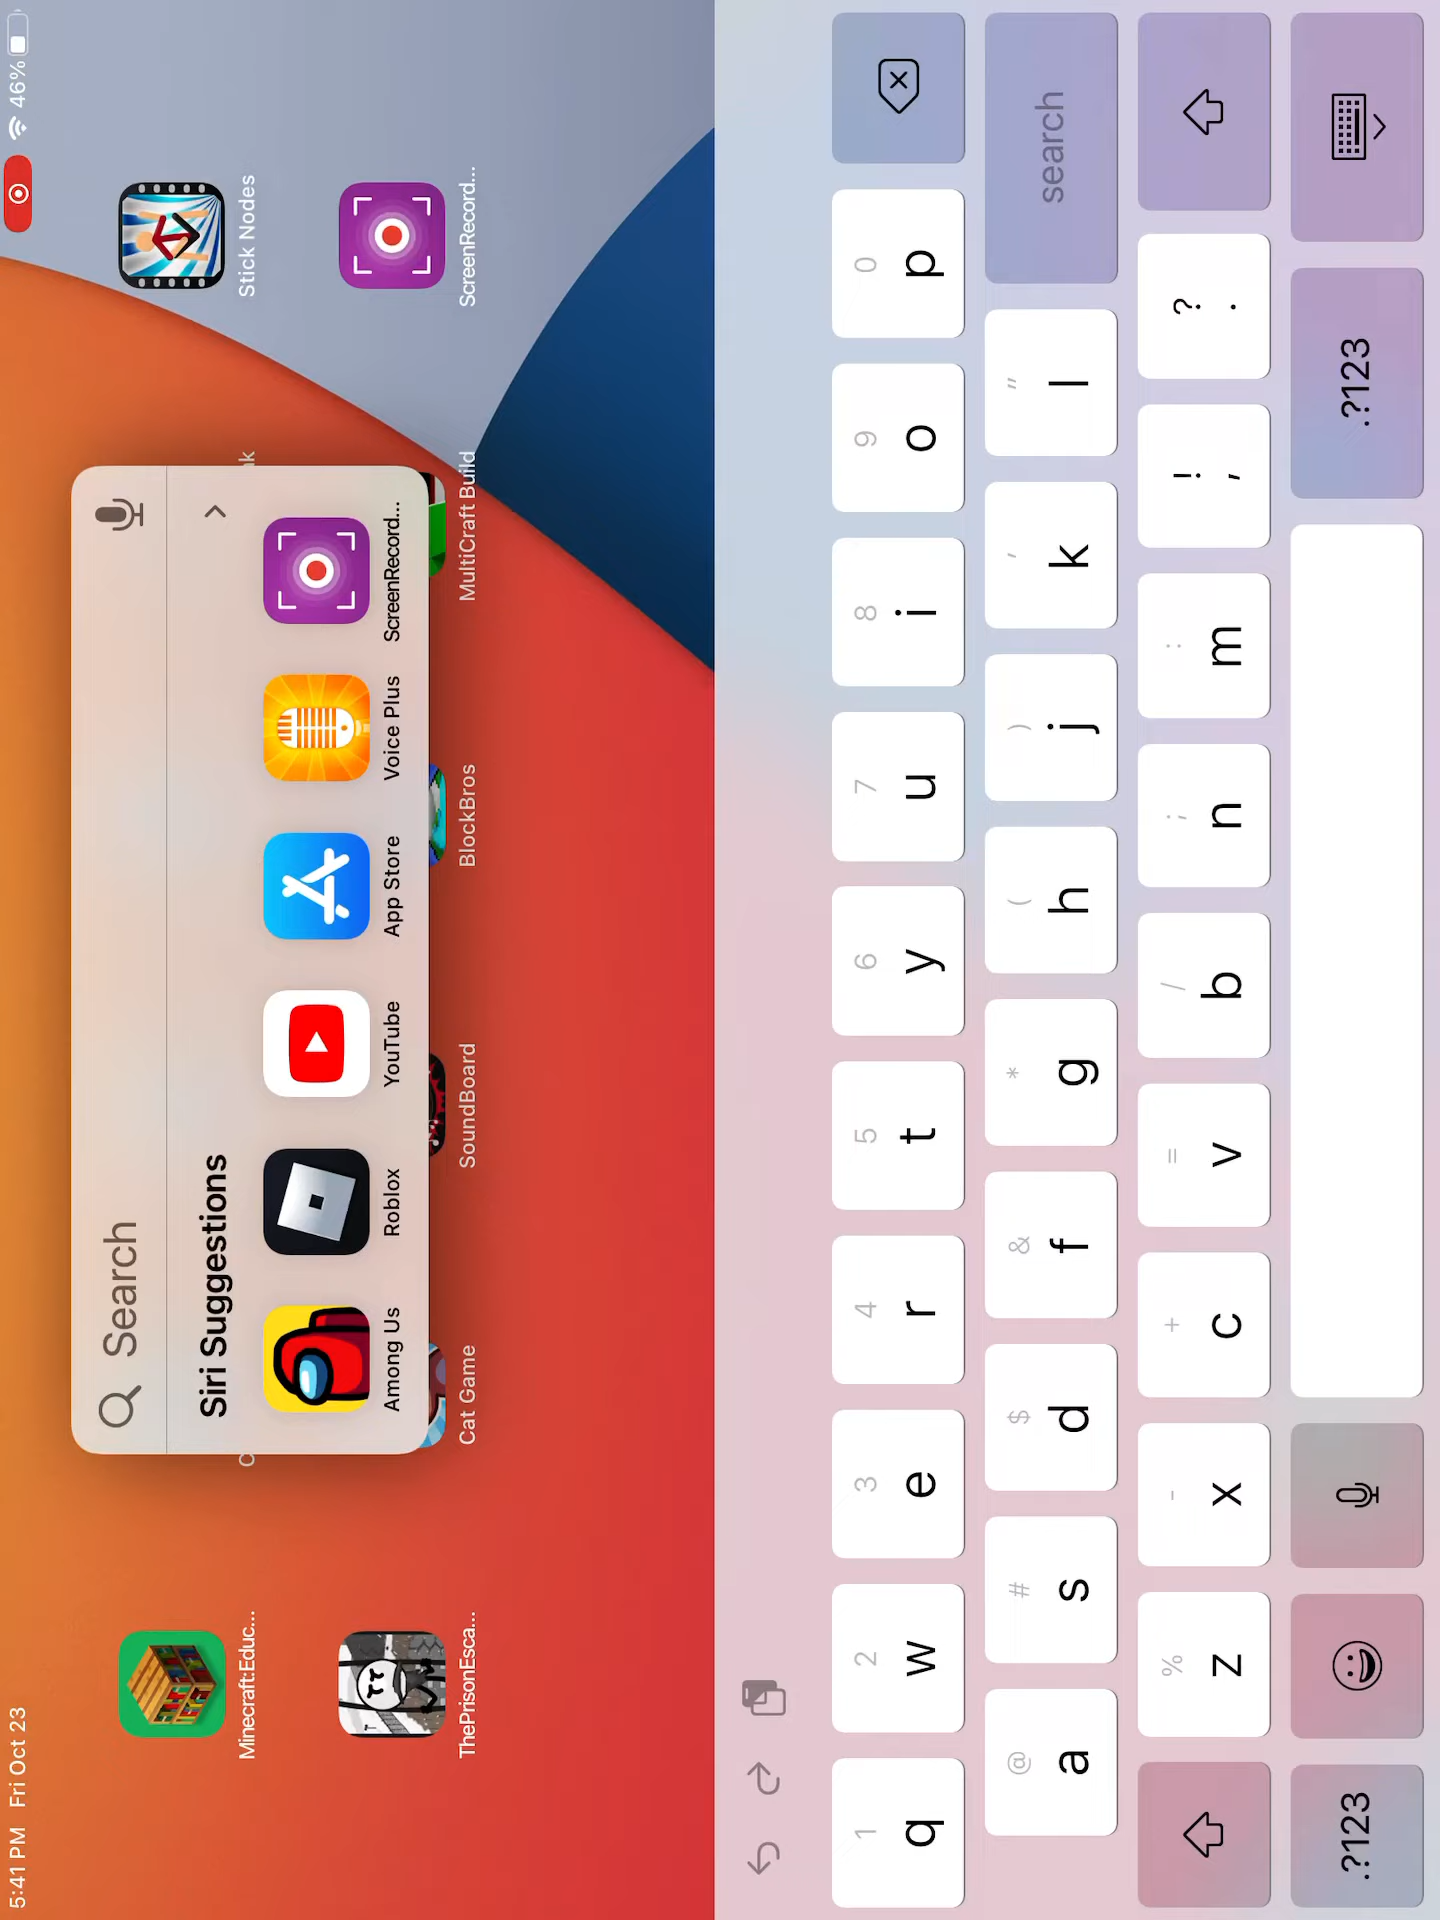 5:41 PM Fri Oct 23
46%
Search
Siri Suggestions
Among Us
Roblox
YouTube
App Store
Voice Plus
ScreenRecord...
Minecraft:Educ...
C
nk
Stick Nodes
ThePrisonEsca...
Cat Game
SoundBoard
BlockBros
MultiCraft Build
ScreenRecord...
1 2 3 4 5 6 7 8 9 0
q w e r t y u i o p
@ # $ & * ( ) ' "
a s d f g h j k l search
% - + = / ; : ! ?
z x c v b n m , .
.?123 .?123